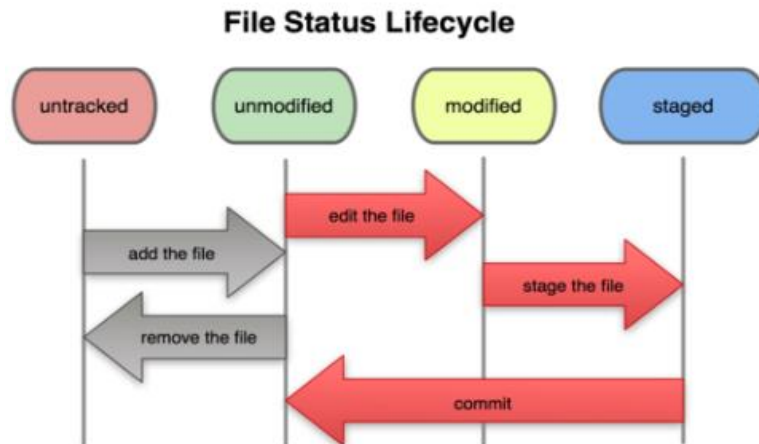 File Status Lifecycle
untracked
unmodified
modified
staged
edit the file
add the file
stage the file
remove the file
commit